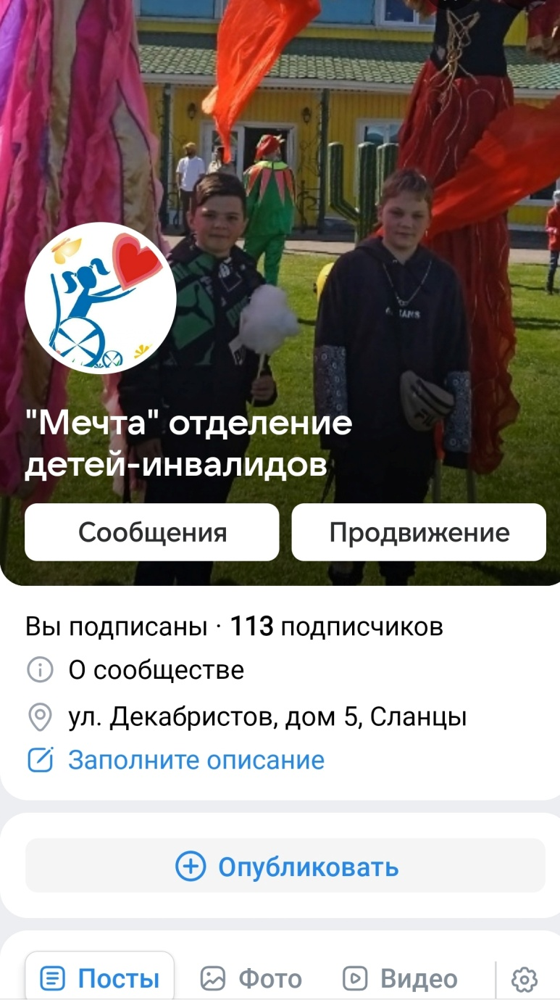 "Мечта" отделение
детей-инвалидов
Сообщения
Продвижение
Вы подписаны · 113 подписчиков
О сообществе
ул. Декабристов, дом 5, Сланцы
Заполните описание
Опубликовать
Посты
Фото
Видео